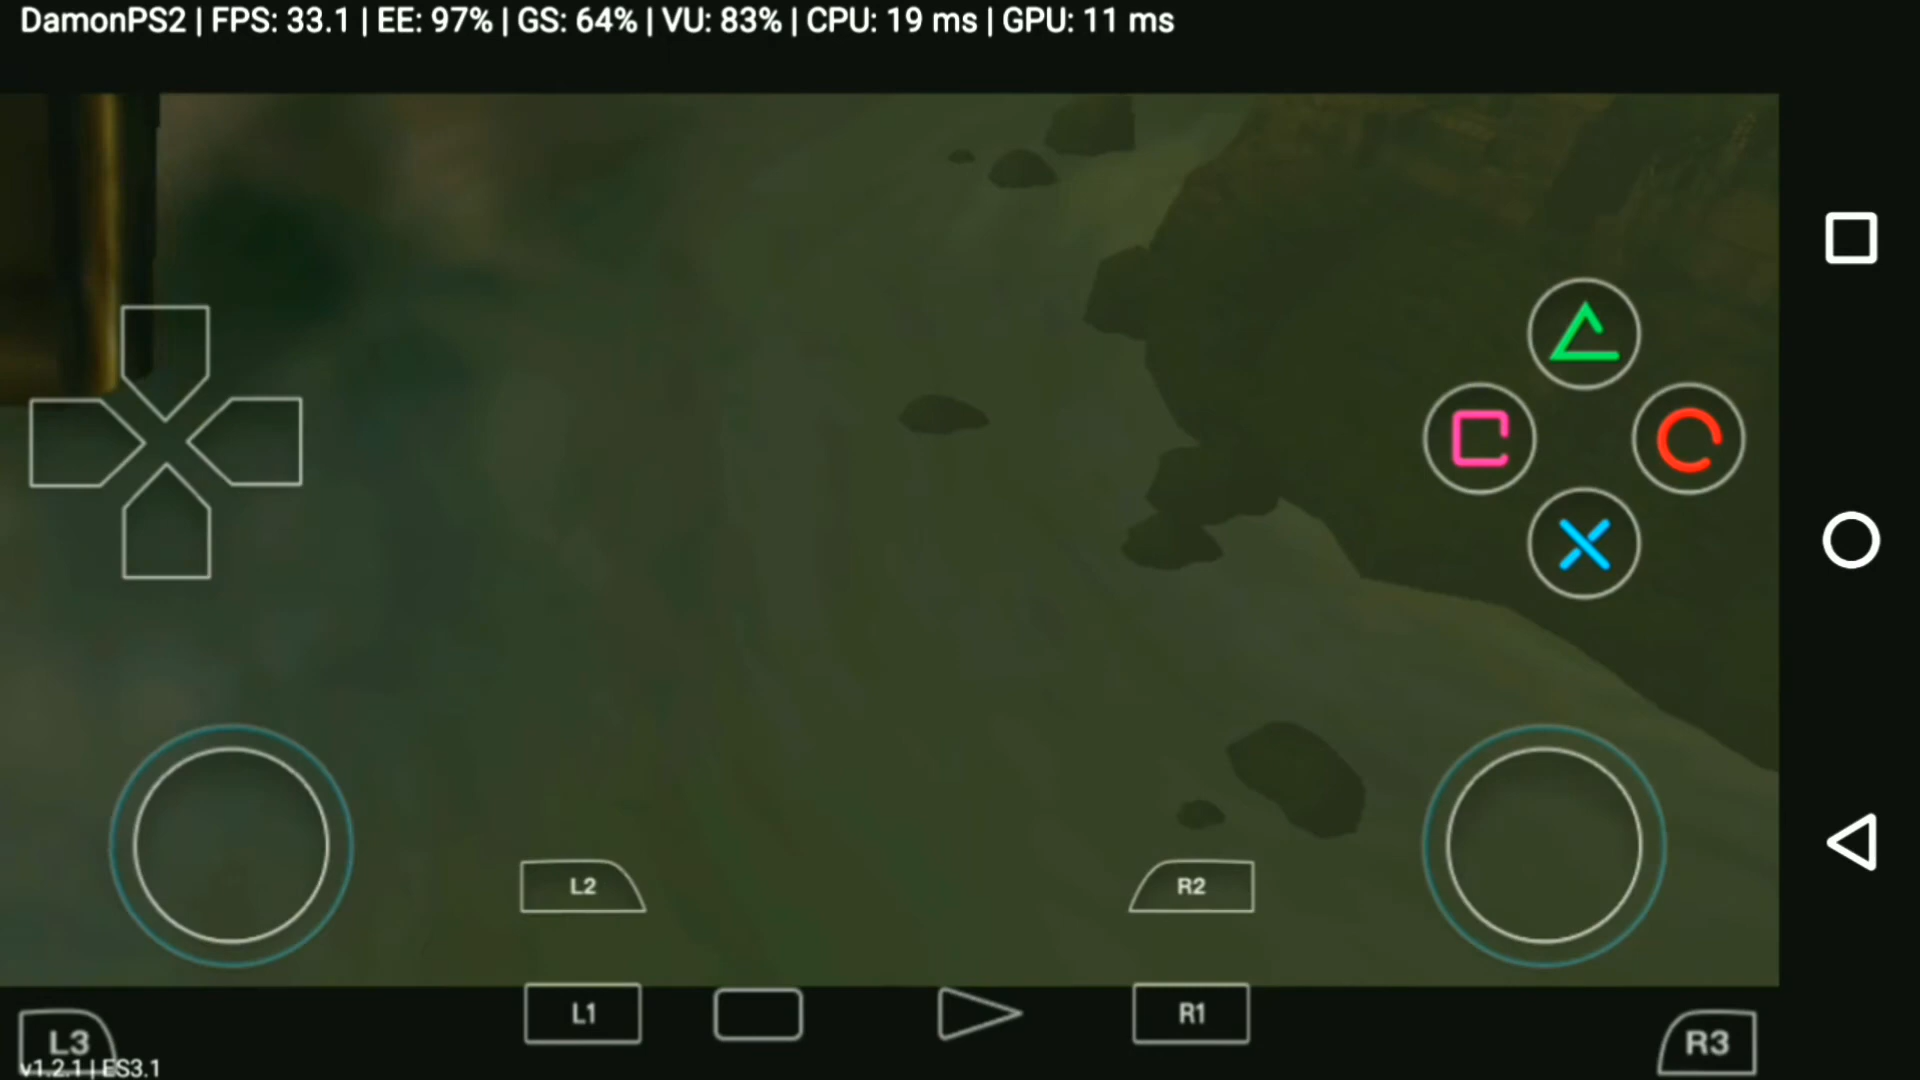 DamonPS2 | FPS: 33.1 | EE: 97% | GS: 64% | VU: 83% | CPU: 19 ms | GPU: 11 ms
L2
R2
L1
R1
L3
R3
v1.2.1 | ES3.1